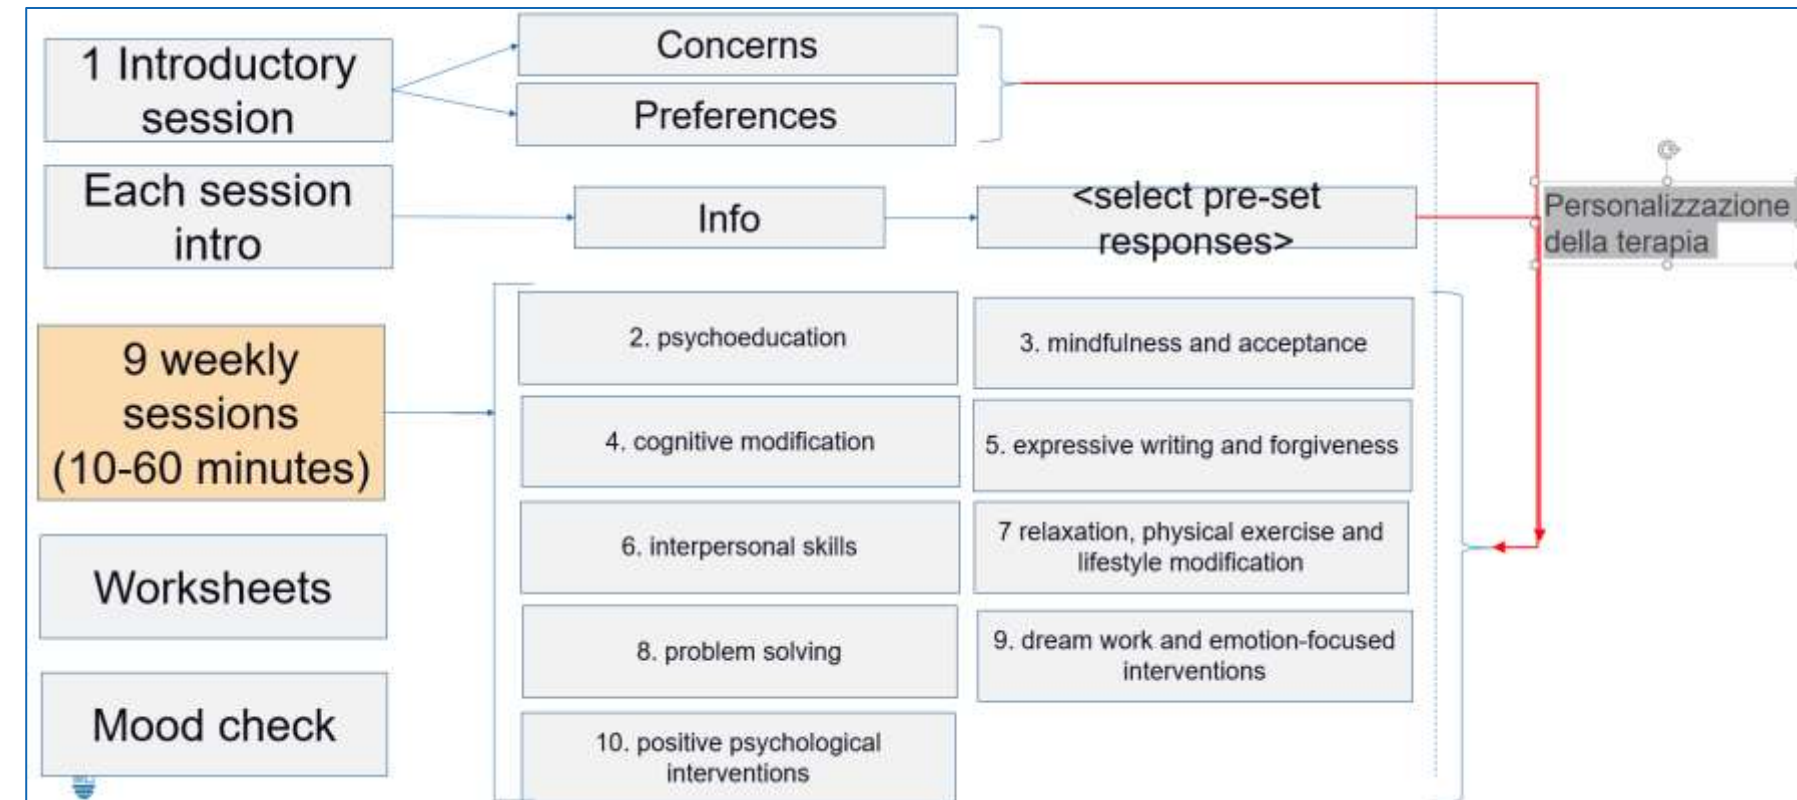 1 Introductory
session
Concerns
Preferences
Each session
intro
Info
<select pre-set
responses>
Personalizzazione
della terapia
9 weekly
sessions
(10-60 minutes)
2. psychoeducation
3. mindfulness and acceptance
4. cognitive modification
5. expressive writing and forgiveness
6. interpersonal skills
7 relaxation, physical exercise and
lifestyle modification
8. problem solving
9. dream work and emotion-focused
interventions
10. positive psychological
interventions
Worksheets
Mood check